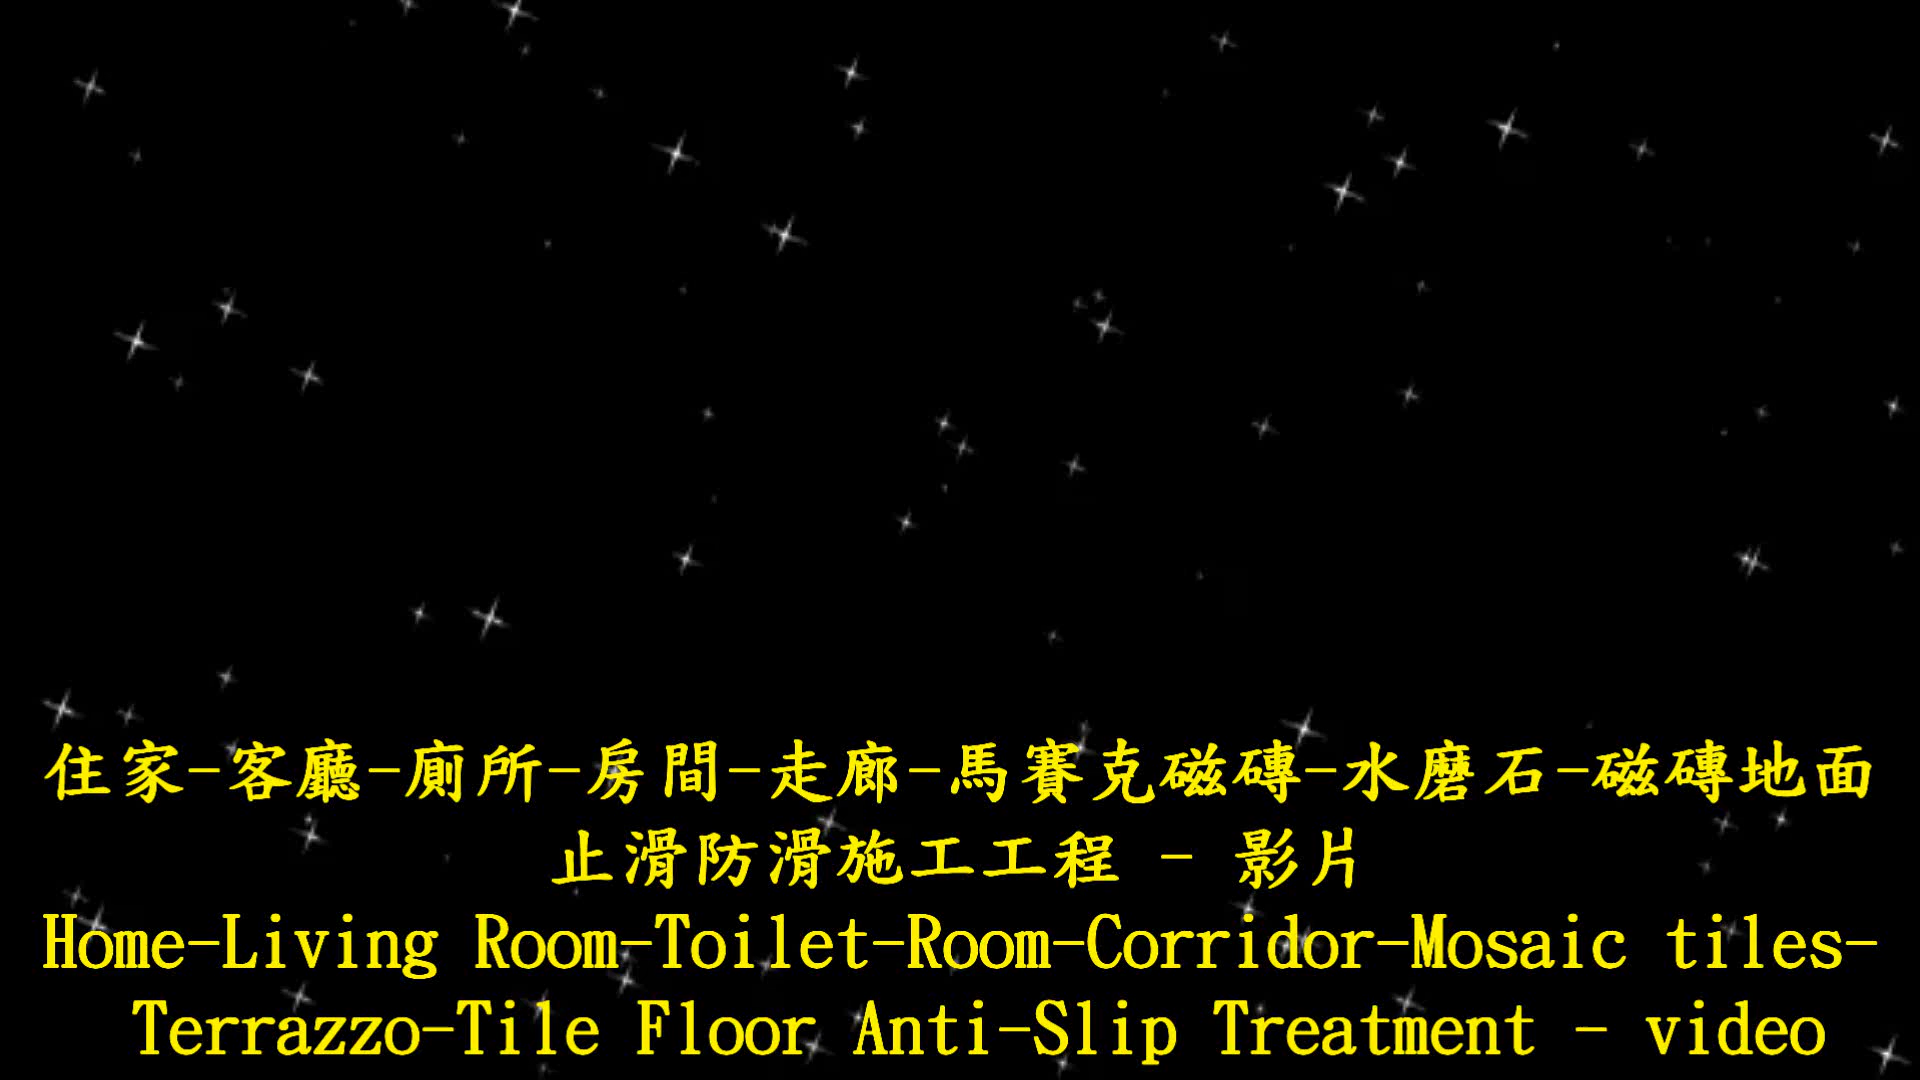 住家-客廳-廁所-房間-走廊-馬賽克磁磚-水磨石-磁磚地面
止滑防滑施工工程 - 影片
Home-Living Room-Toilet-Room-Corridor-Mosaic tiles-
Terrazzo-Tile Floor Anti-Slip Treatment - video